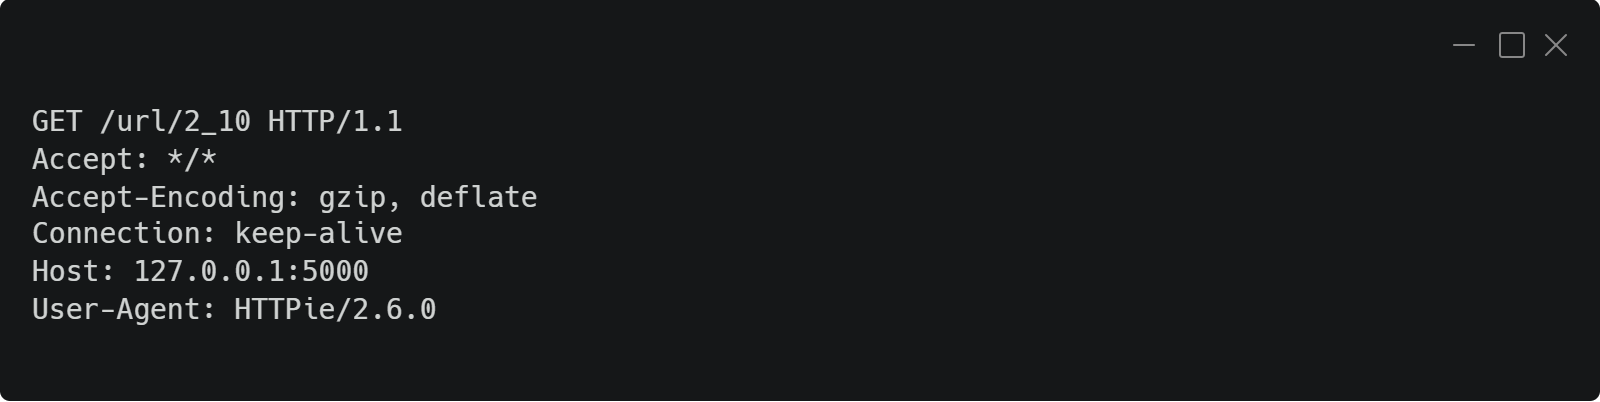 GET /url/2_10 HTTP/1.1
Accept: */*
Accept-Encoding: gzip, deflate
Connection: keep-alive
Host: 127.0.0.1:5000
User-Agent: HTTPie/2.6.0